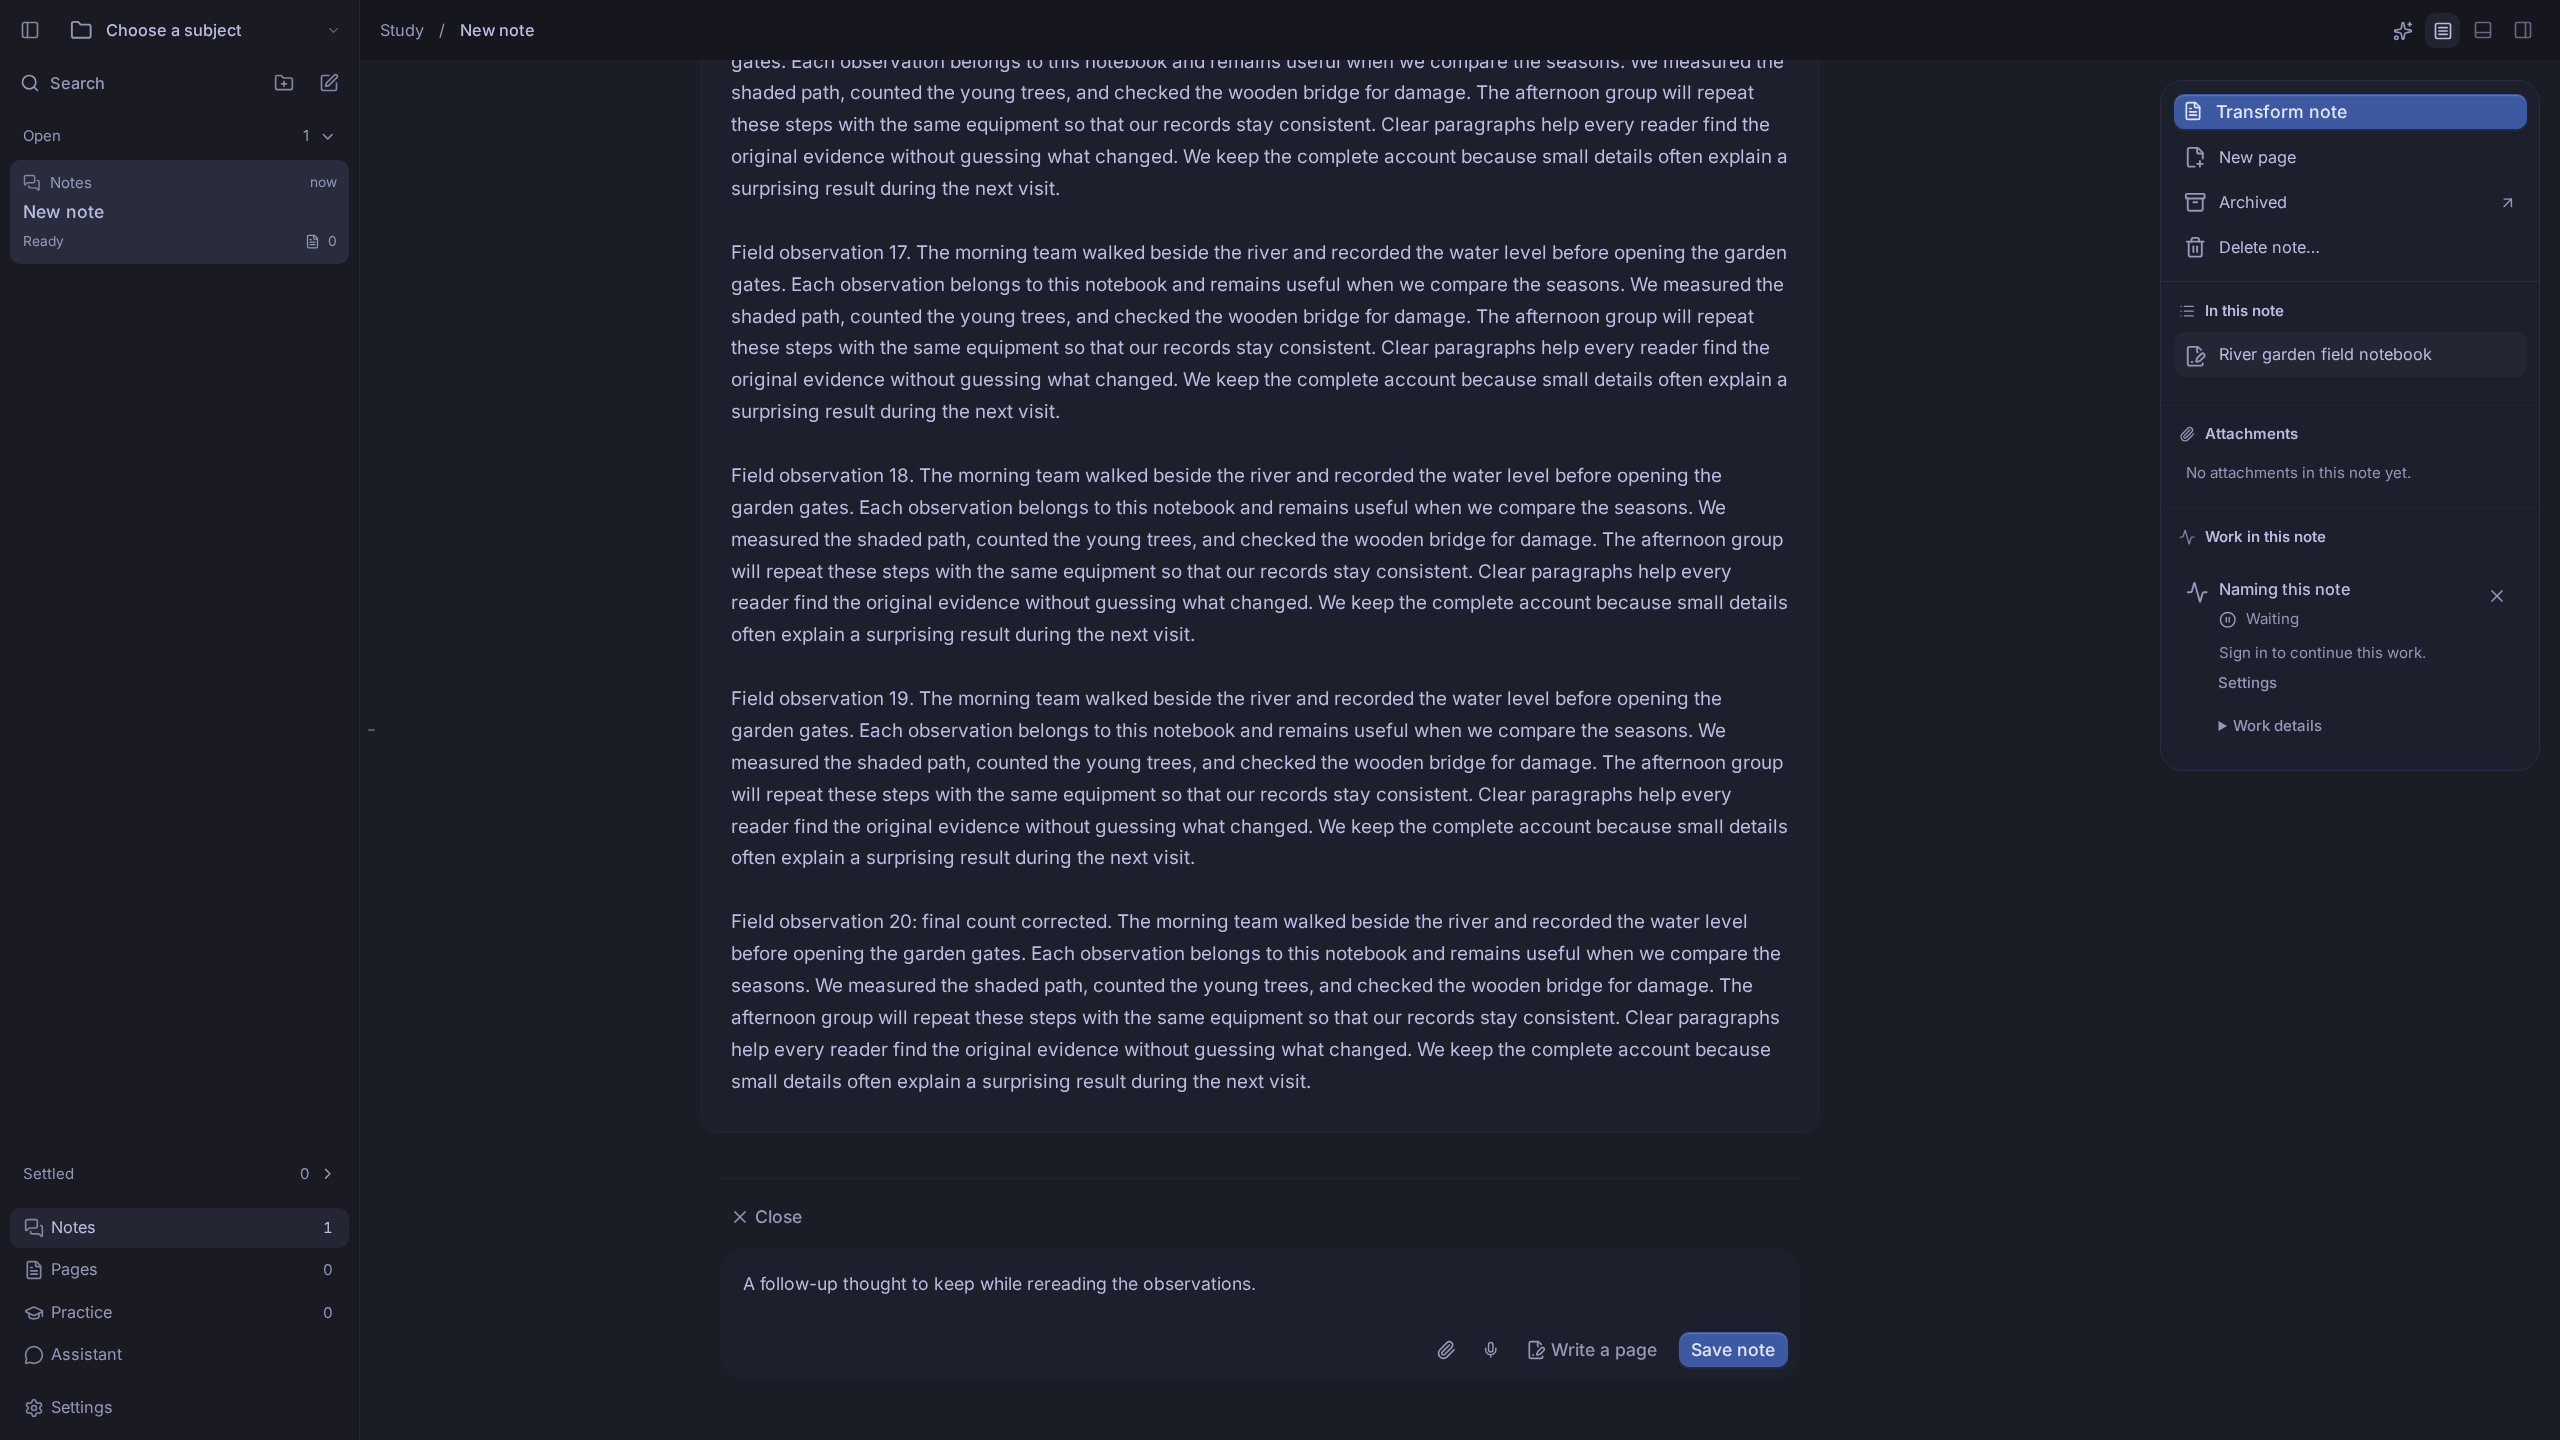 Choose a subject
Search
Open 1
Notes now
New note
Ready 0
Settled 0
Notes 1
Pages 0
Practice 0
Assistant
Settings
Study / New note
gates. Each observation belongs to this notebook and remains useful when we compare the seasons. We measured the
shaded path, counted the young trees, and checked the wooden bridge for damage. The afternoon group will repeat
these steps with the same equipment so that our records stay consistent. Clear paragraphs help every reader find the
original evidence without guessing what changed. We keep the complete account because small details often explain a
surprising result during the next visit.
Field observation 17. The morning team walked beside the river and recorded the water level before opening the garden
gates. Each observation belongs to this notebook and remains useful when we compare the seasons. We measured the
shaded path, counted the young trees, and checked the wooden bridge for damage. The afternoon group will repeat
these steps with the same equipment so that our records stay consistent. Clear paragraphs help every reader find the
original evidence without guessing what changed. We keep the complete account because small details often explain a
surprising result during the next visit.
Field observation 18. The morning team walked beside the river and recorded the water level before opening the
garden gates. Each observation belongs to this notebook and remains useful when we compare the seasons. We
measured the shaded path, counted the young trees, and checked the wooden bridge for damage. The afternoon group
will repeat these steps with the same equipment so that our records stay consistent. Clear paragraphs help every
reader find the original evidence without guessing what changed. We keep the complete account because small details
often explain a surprising result during the next visit.
Field observation 19. The morning team walked beside the river and recorded the water level before opening the
garden gates. Each observation belongs to this notebook and remains useful when we compare the seasons. We
measured the shaded path, counted the young trees, and checked the wooden bridge for damage. The afternoon group
will repeat these steps with the same equipment so that our records stay consistent. Clear paragraphs help every
reader find the original evidence without guessing what changed. We keep the complete account because small details
often explain a surprising result during the next visit.
Field observation 20: final count corrected. The morning team walked beside the river and recorded the water level
before opening the garden gates. Each observation belongs to this notebook and remains useful when we compare the
seasons. We measured the shaded path, counted the young trees, and checked the wooden bridge for damage. The
afternoon group will repeat these steps with the same equipment so that our records stay consistent. Clear paragraphs
help every reader find the original evidence without guessing what changed. We keep the complete account because
small details often explain a surprising result during the next visit.
Close
A follow-up thought to keep while rereading the observations.
Write a page
Save note
Transform note
New page
Archived
Delete note...
In this note
River garden field notebook
Attachments
No attachments in this note yet.
Work in this note
Naming this note
Waiting
Sign in to continue this work.
Settings
Work details